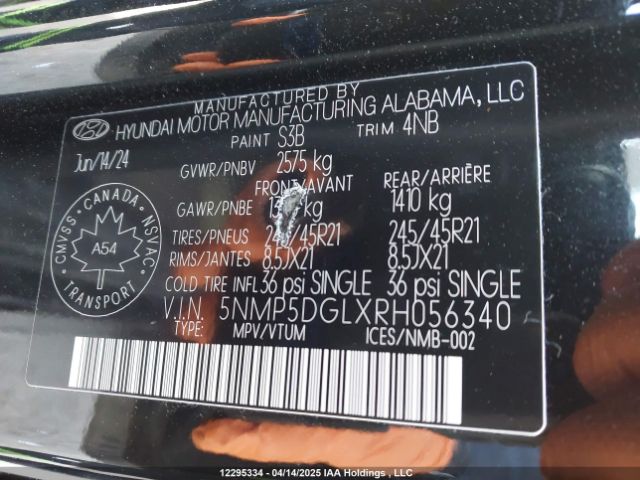 MANUFACTURED BY
HYUNDAI MOTOR MANUFACTURING ALABAMA, LLC
PAINT S3B TRIM 4NB
Jun/14/24
GVWR/PNBV 2575 kg
FRONT/AVANT REAR/ARRIÈRE
GAWR/PNBE kg 1410 kg
TIRES/PNEUS 245/45R21 245/45R21
RIMS/JANTES 8.5JX21 8.5JX21
COLD TIRE INFL 36 psi SINGLE 36 psi SINGLE
V.I.N. 5NMP5DGLXRH056340
TYPE: MPV/VTUM ICES/NMB-002
CANADA
CMVSS NSVAC
A54
TRANSPORT
12295334 - 04/14/2025 IAA Holdings , LLC